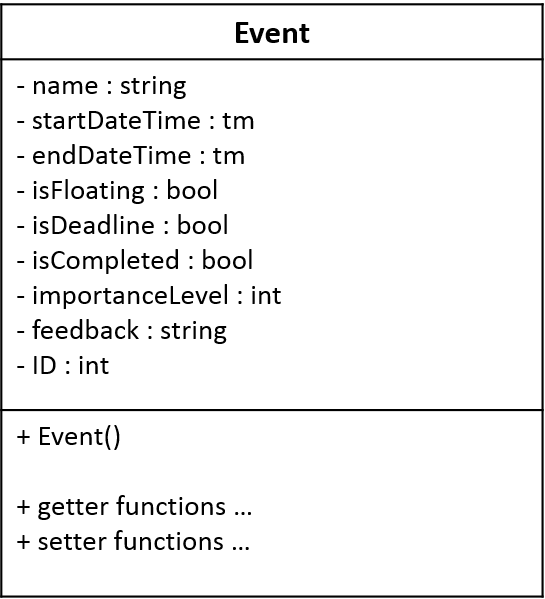 Event
- name : string
- startDateTime : tm
- endDateTime : tm
- isFloating : bool
- isDeadline : bool
- isCompleted : bool
- importanceLevel : int
- feedback : string
- ID : int
+ Event()
+ getter functions ...
+ setter functions ...